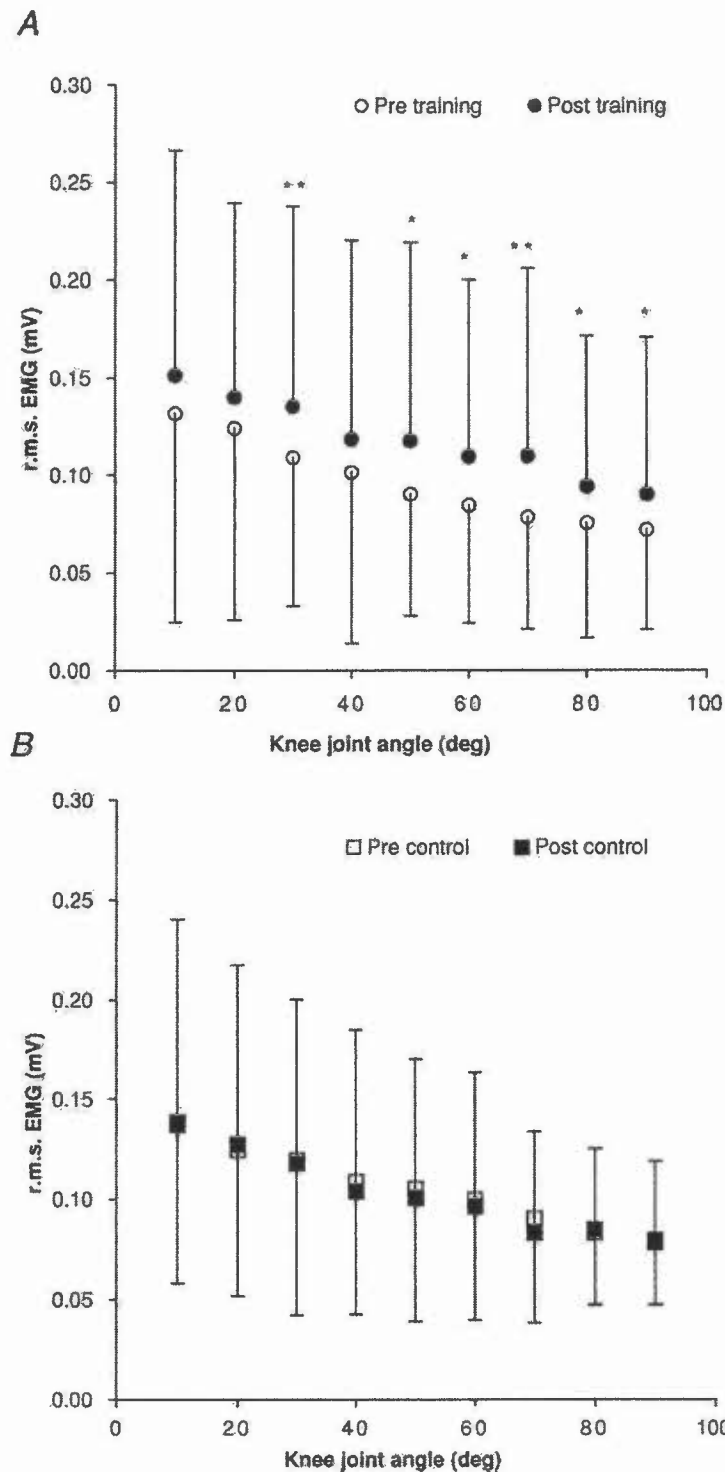 A
0.30
○ Pre training ● Post training
0.25
**
*
*
**
*
*
0.20
0.15
0.10
0.05
0.00
r.m.s. EMG (mV)
0 20 40 60 80 100
Knee joint angle (deg)
B
0.30
□ Pre control ■ Post control
0.25
0.20
0.15
0.10
0.05
0.00
r.m.s. EMG (mV)
0 20 40 60 80 100
Knee joint angle (deg)